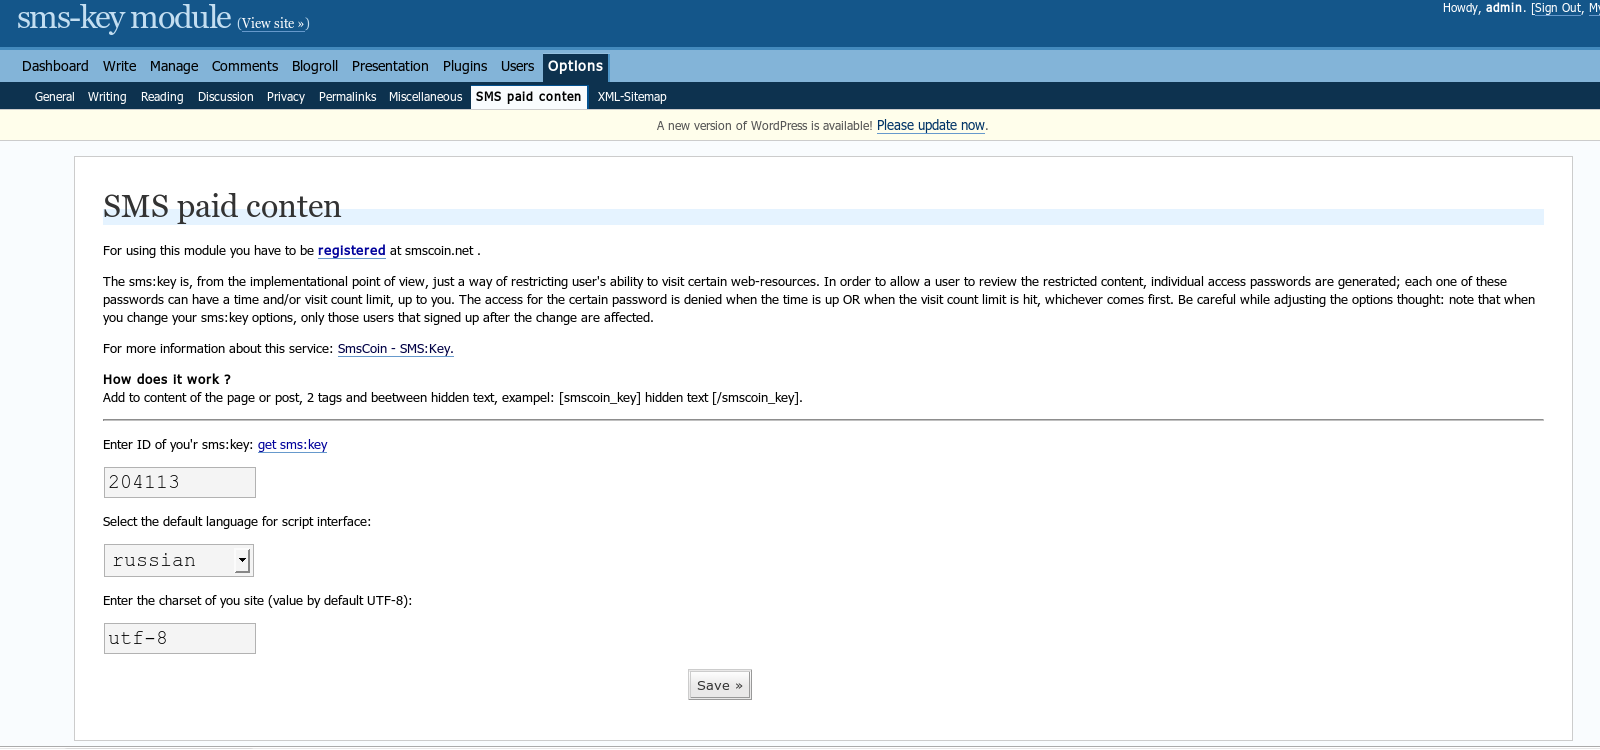 sms-key module (View site »)
Howdy, admin. [Sign Out, My
Dashboard Write Manage Comments Blogroll Presentation Plugins Users Options
General Writing Reading Discussion Privacy Permalinks Miscellaneous SMS paid conten XML-Sitemap
A new version of WordPress is available! Please update now.
SMS paid conten
For using this module you have to be registered at smscoin.net .
The sms:key is, from the implementational point of view, just a way of restricting user's ability to visit certain web-resources. In order to allow a user to review the restricted content, individual access passwords are generated; each one of these
passwords can have a time and/or visit count limit, up to you. The access for the certain password is denied when the time is up OR when the visit count limit is hit, whichever comes first. Be careful while adjusting the options thought: note that when
you change your sms:key options, only those users that signed up after the change are affected.
For more information about this service: SmsCoin - SMS:Key.
How does it work ?
Add to content of the page or post, 2 tags and beetween hidden text, exampel: [smscoin_key] hidden text [/smscoin_key].
Enter ID of you'r sms:key: get sms:key
204113
Select the default language for script interface:
russian
Enter the charset of you site (value by default UTF-8):
utf-8
Save »